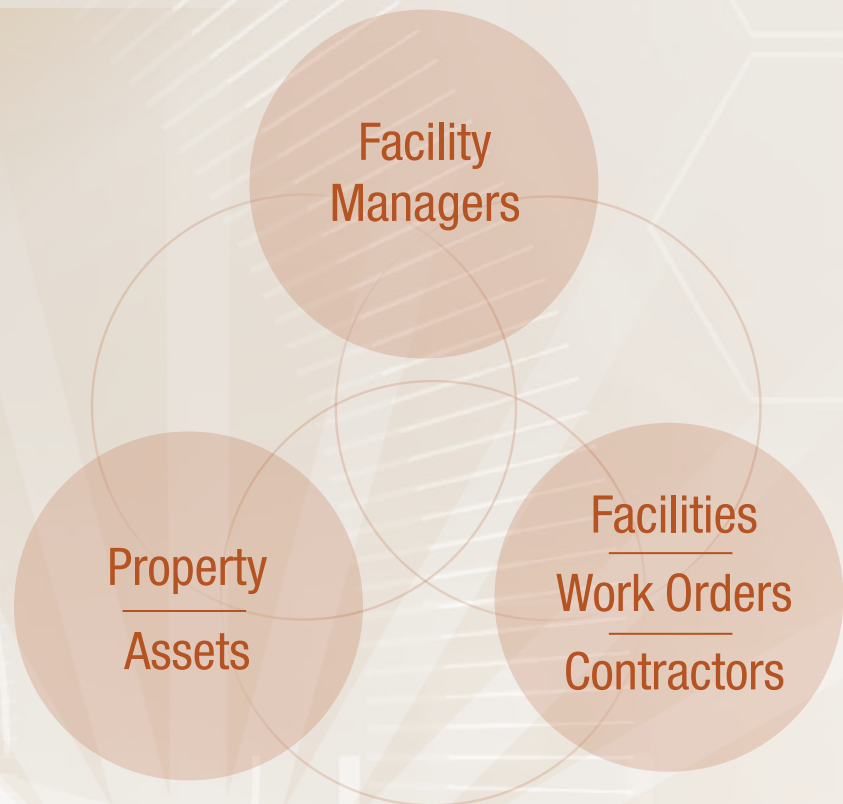 Facility
Managers
Property
Assets
Facilities
Work Orders
Contractors